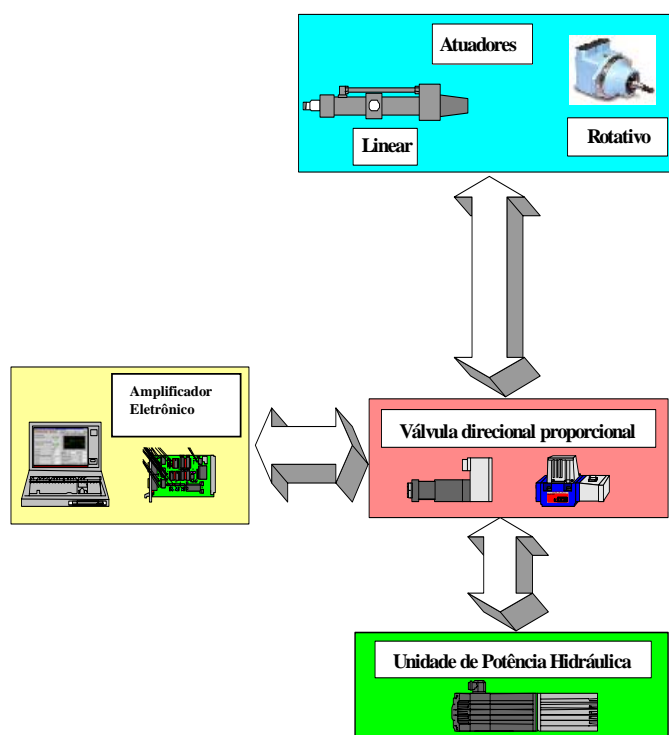 Atuadores
Linear
Rotativo
Amplificador
Eletrônico
Válvula direcional proporcional
Unidade de Potência Hidráulica